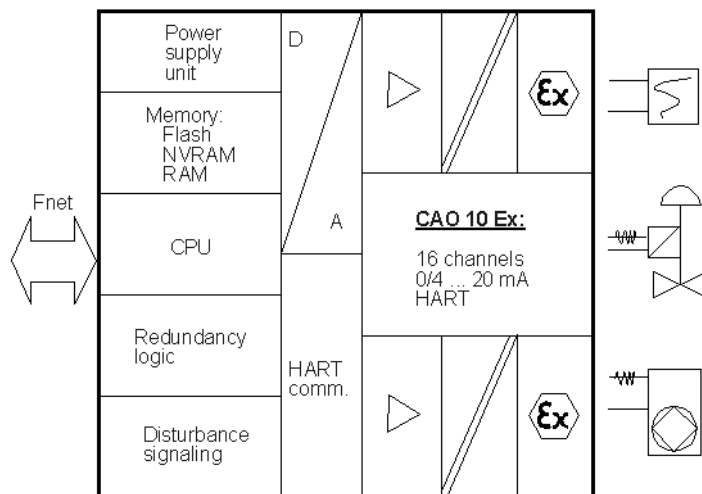 Power
supply
unit
Memory:
Flash
NVRAM
RAM
Fnet
CPU
Redundancy
logic
Disturbance
signaling
D
A
HART
comm.
Ex
CAO 10 Ex:
16 channels
0/4 ... 20 mA
HART
Ex